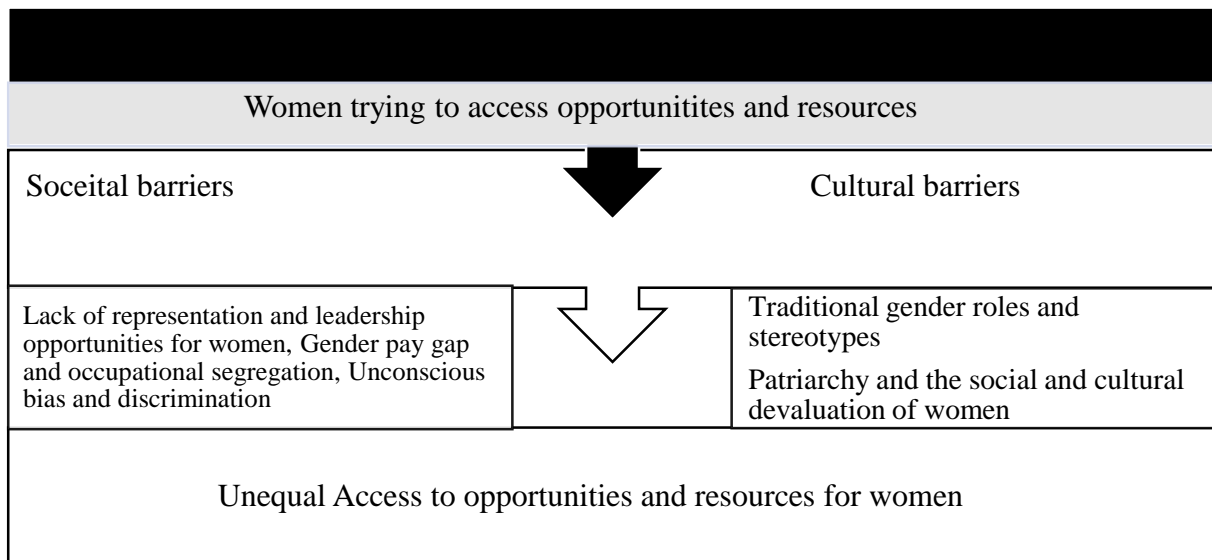 Women trying to access opportunitites and resources
Soceital barriers
Cultural barriers
Lack of representation and leadership
opportunities for women, Gender pay gap
and occupational segregation, Unconscious
bias and discrimination
Traditional gender roles and
stereotypes
Patriarchy and the social and cultural
devaluation of women
Unequal Access to opportunities and resources for women